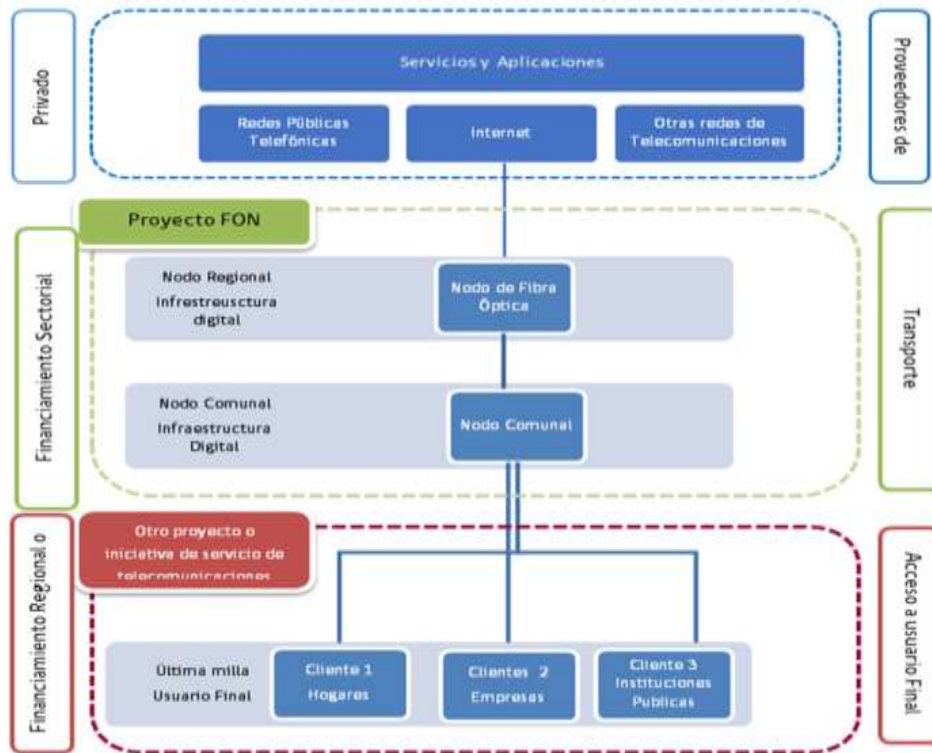 Privado
Servicios y Aplicaciones
Redes Públicas
Telefónicas
Internet
Otras redes de
Telecomunicaciones
Proveedores de
Proyecto FON
Financiamiento Sectorial
Nodo Regional
Infrestreusctura
digital
Nodo de Fibra
Óptica
Nodo Comunal
Infraestructura
Digital
Nodo Comunal
Transporte
Otro proyecto o
iniciativa de servicio de
telecomunicaciones
Financiamiento Regional o
Última milla
Usuario Final
Cliente 1
Hogares
Clientes 2
Empresas
Cliente 3
Instituciones
Publicas
Acceso a usuario Final